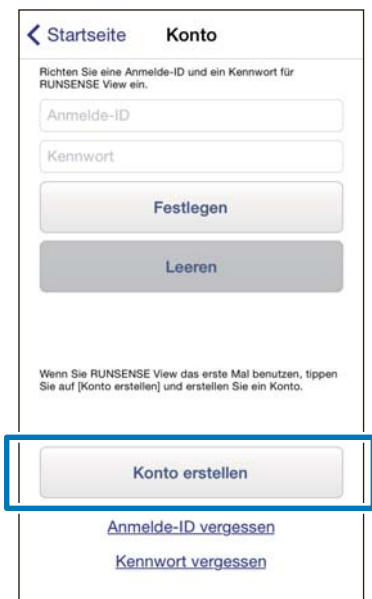 Startseite Konto
Richten Sie eine Anmelde-ID und ein Kennwort für
RUNSENSE View ein.
Anmelde-ID
Kennwort
Festlegen
Leeren
Wenn Sie RUNSENSE View das erste Mal benutzen, tippen
Sie auf [Konto erstellen] und erstellen Sie ein Konto.
Konto erstellen
Anmelde-ID vergessen
Kennwort vergessen